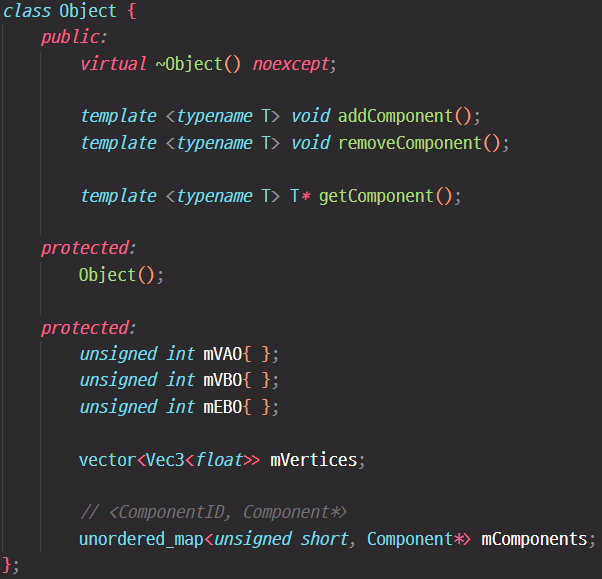 class Object {
public:
virtual ~Object() noexcept;
template <typename T> void addComponent();
template <typename T> void removeComponent();
template <typename T> T* getComponent();
protected:
Object();
protected:
unsigned int mVAO{ };
unsigned int mVBO{ };
unsigned int mEBO{ };
vector<Vec3<float>> mVertices;
// <ComponentID, Component*>
unordered_map<unsigned short, Component*> mComponents;
};